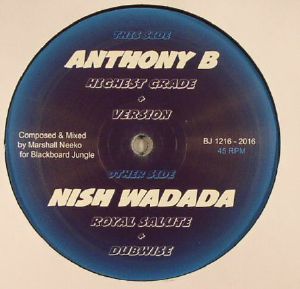 THIS SIDE
ANTHONY B
HIGHEST GRADE
+
VERSION
Composed & Mixed
by Marshall Neeko
for Blackboard Jungle
BJ 1216 - 2016
45 RPM
OTHER SIDE
NISH WADADA
ROYAL SALUTE
+
DUBWISE